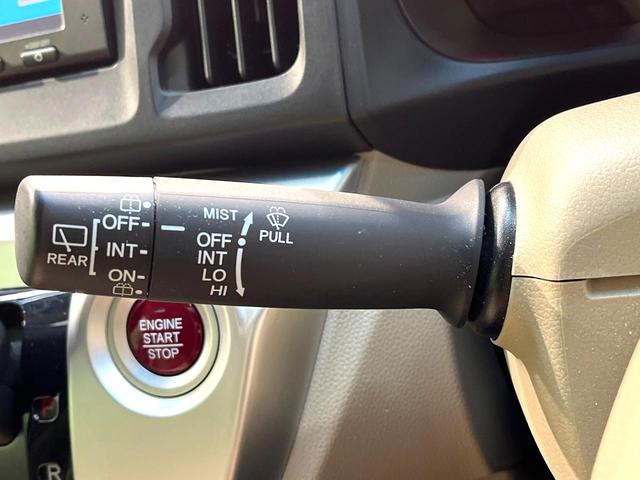 MIST
OFF
INT
LO
HI
PULL
REAR
OFF
INT
ON
ENGINE
START
STOP
R